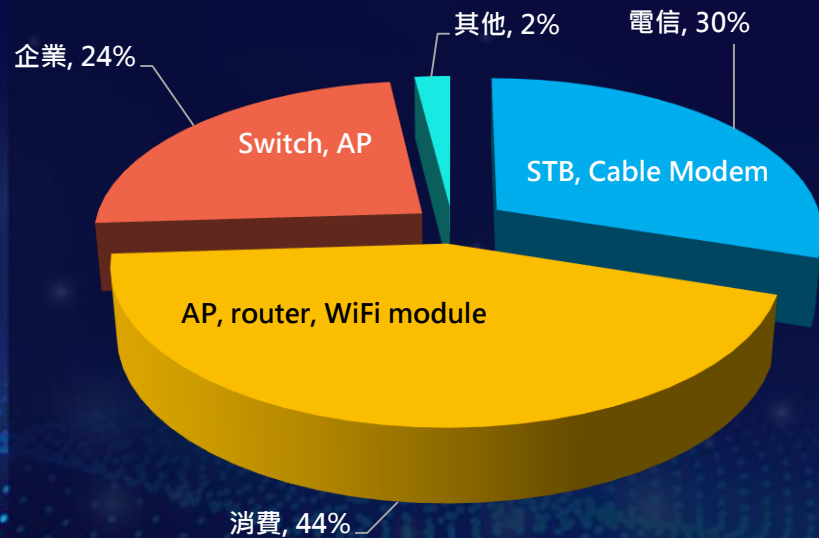 其他, 2%
電信, 30%
企業, 24%
Switch, AP
STB, Cable Modem
AP, router, WiFi module
消費, 44%